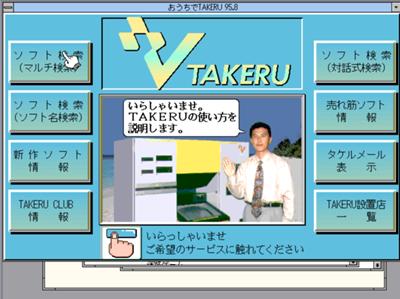 おうちでTAKERU 95.8
ソフト検索
(マルチ検索)
TAKERU
ソフト検索
(対話式検索)
ソフト検索
(ソフト名検索)
いらしゃいませ。
TAKERUの使い方を
説明します。
売れ筋ソフト
情報
新作ソフト
情報
タケルメール
表示
TAKERU CLUB
情報
TAKERU設置店
一覧
いらっしゃいませ
ご希望のサービスに触れてください